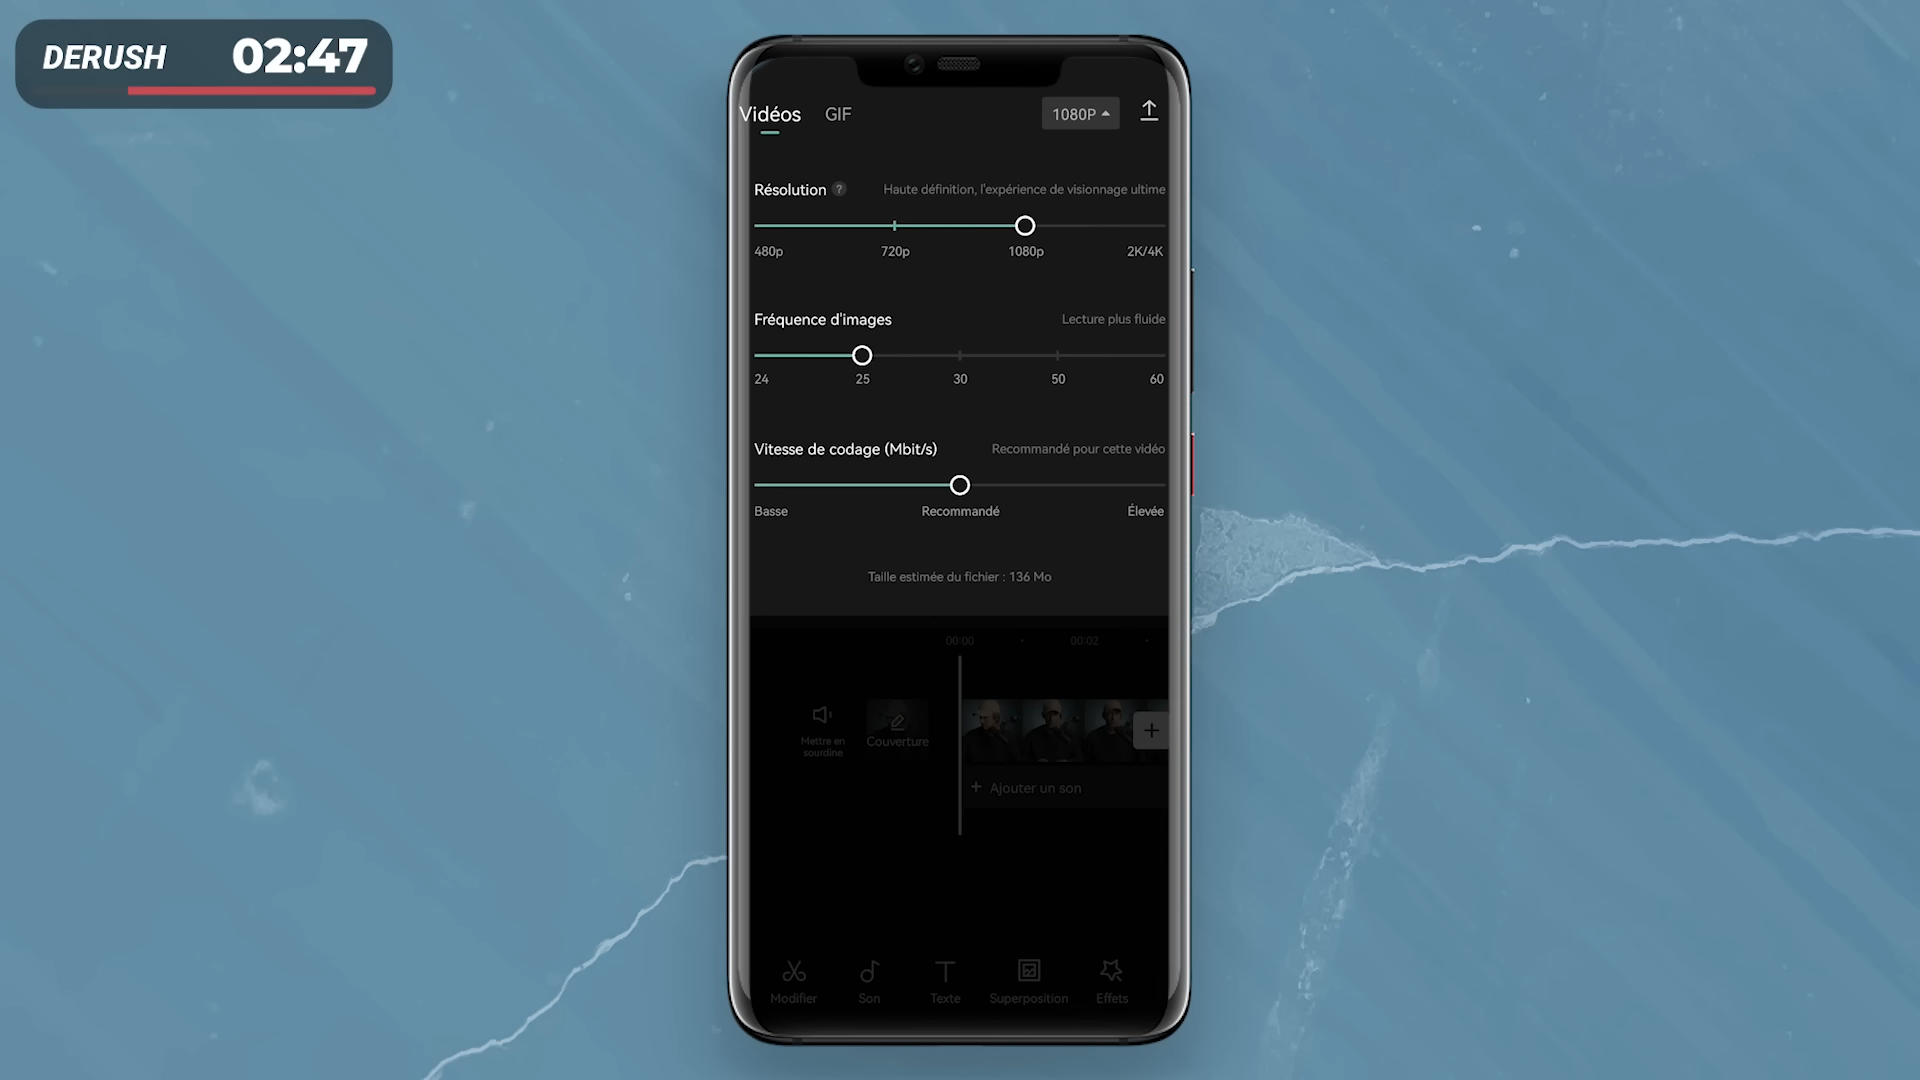 DERUSH 02:47
Vidéos GIF 1080P
Résolution ? Haute définition, l'expérience de visionnage ultime
480p 720p 1080p 2K/4K
Fréquence d'images Lecture plus fluide
24 25 30 50 60
Vitesse de codage (Mbit/s) Recommandé pour cette vidéo
Basse Recommandé Élevée
Taille estimée du fichier : 136 Mo
00:00 00:02
Mettre en
sourdine
Couverture
+
+ Ajouter un son
Modifier Son Texte Superposition Effets